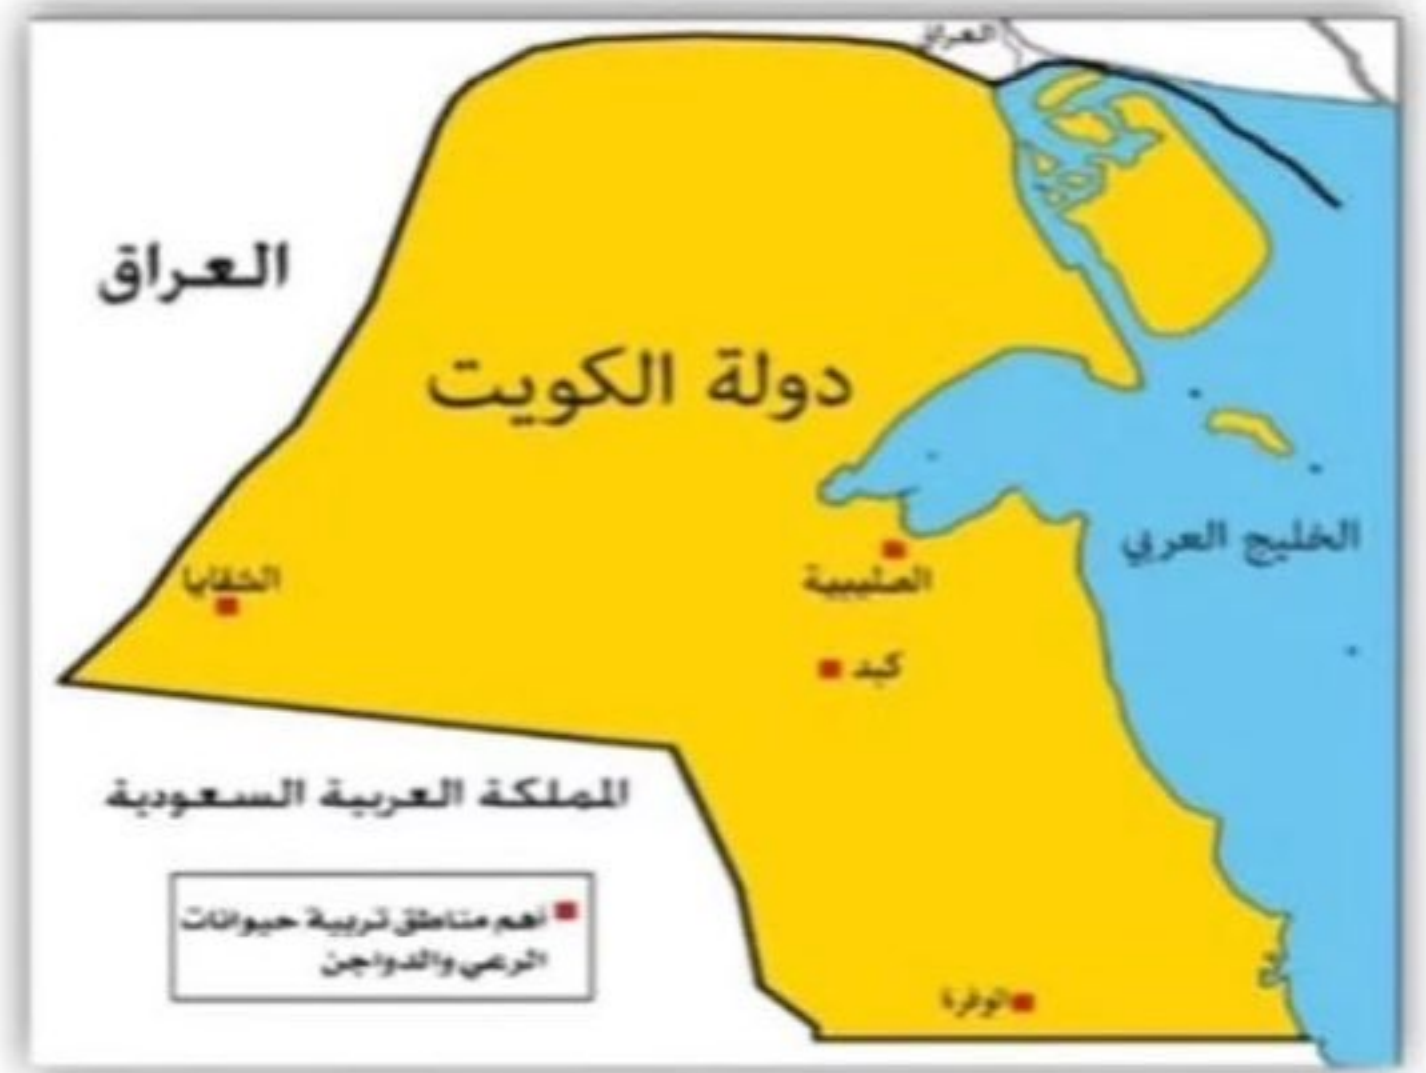 العراق
العراق
دولة الكويت
الخليج العربي
الشقايا
الصليبية
كبد
المملكة العربية السعودية
أهم مناطق تربية حيوانات
الرعي والدواجن
الوفرة